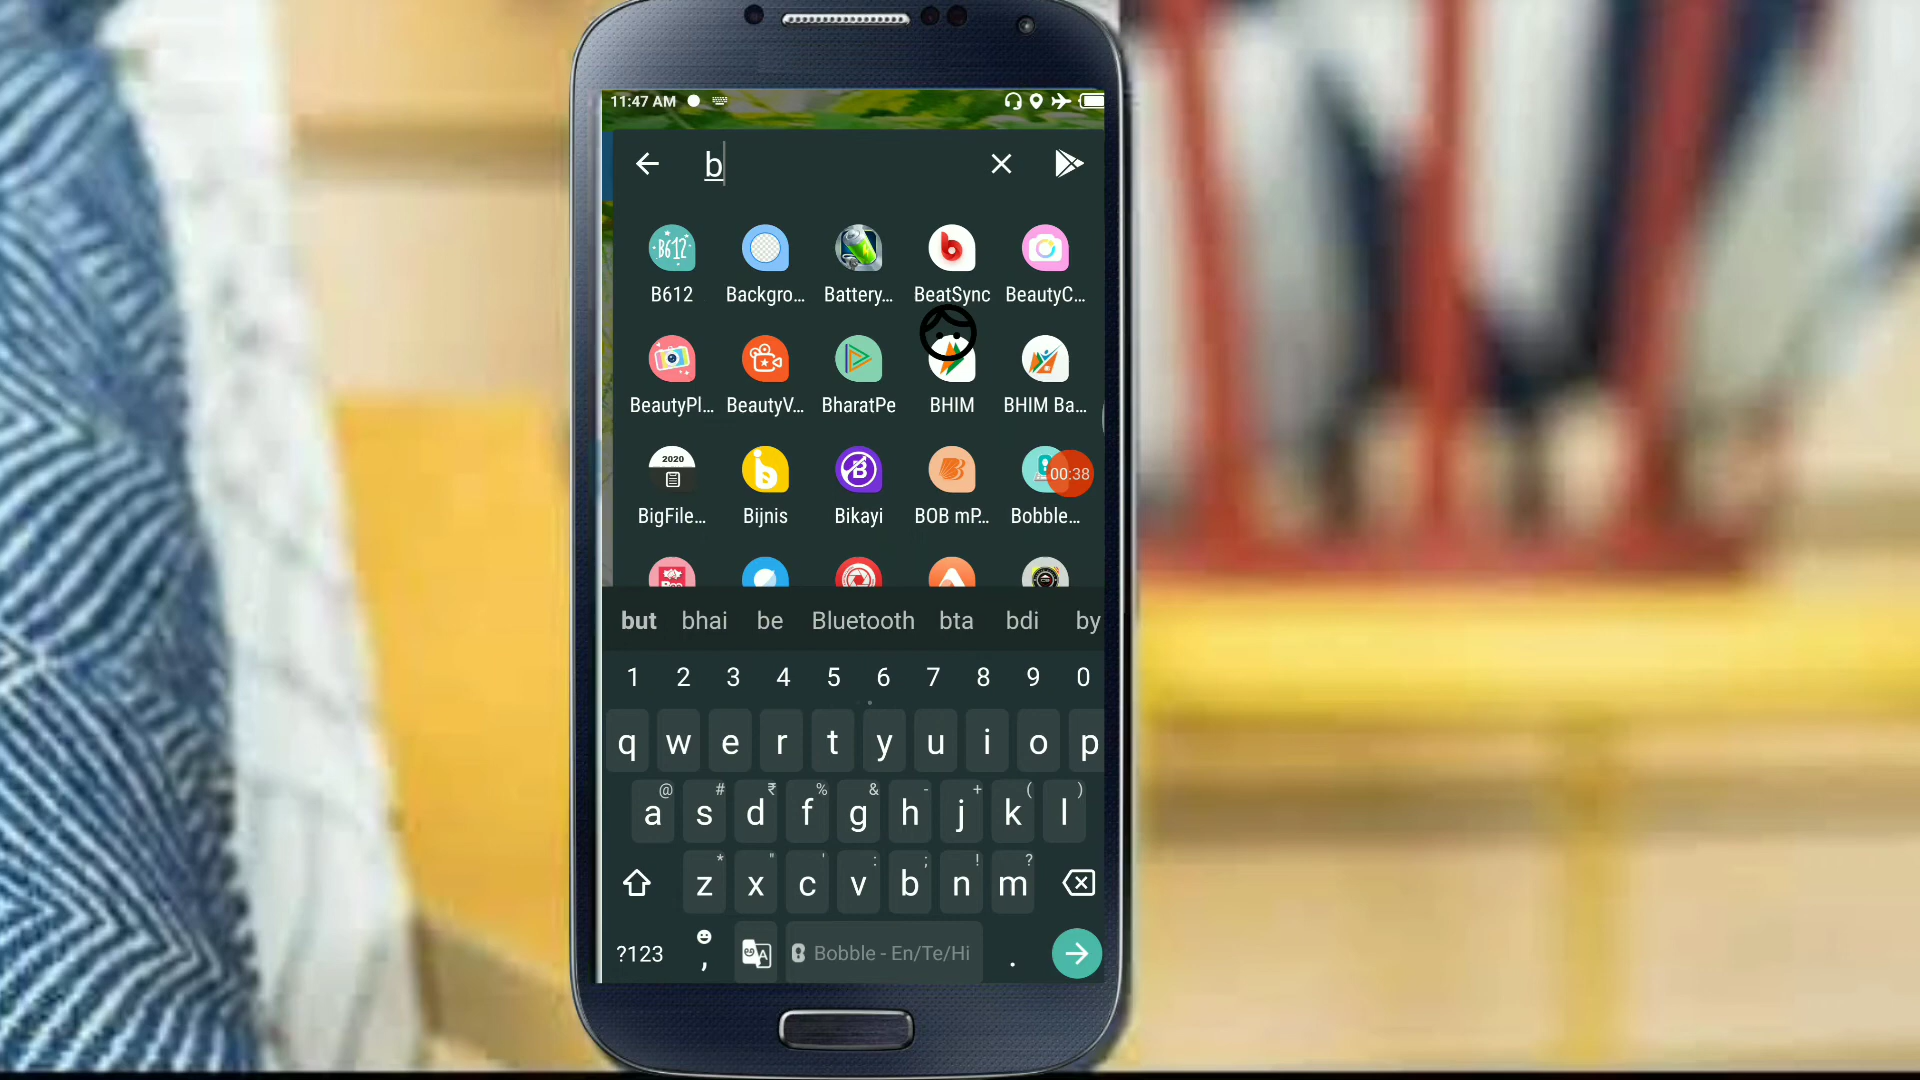 11:47 AM
b
B612
B612 Backgro... Battery... BeatSync BeautyC...
BeautyPl... BeautyV... BharatPe BHIM BHIM Ba...
2020
00:38
BigFile... Bijnis Bikayi BOB mP... Bobble...
but bhai be Bluetooth bta bdi by
1 2 3 4 5 6 7 8 9 0
q w e r t y u i o p
@ # ₹ % & - + ( )
a s d f g h j k l
* " ' : ; ! ?
z x c v b n m
?123 , Bobble - En/Te/Hi .